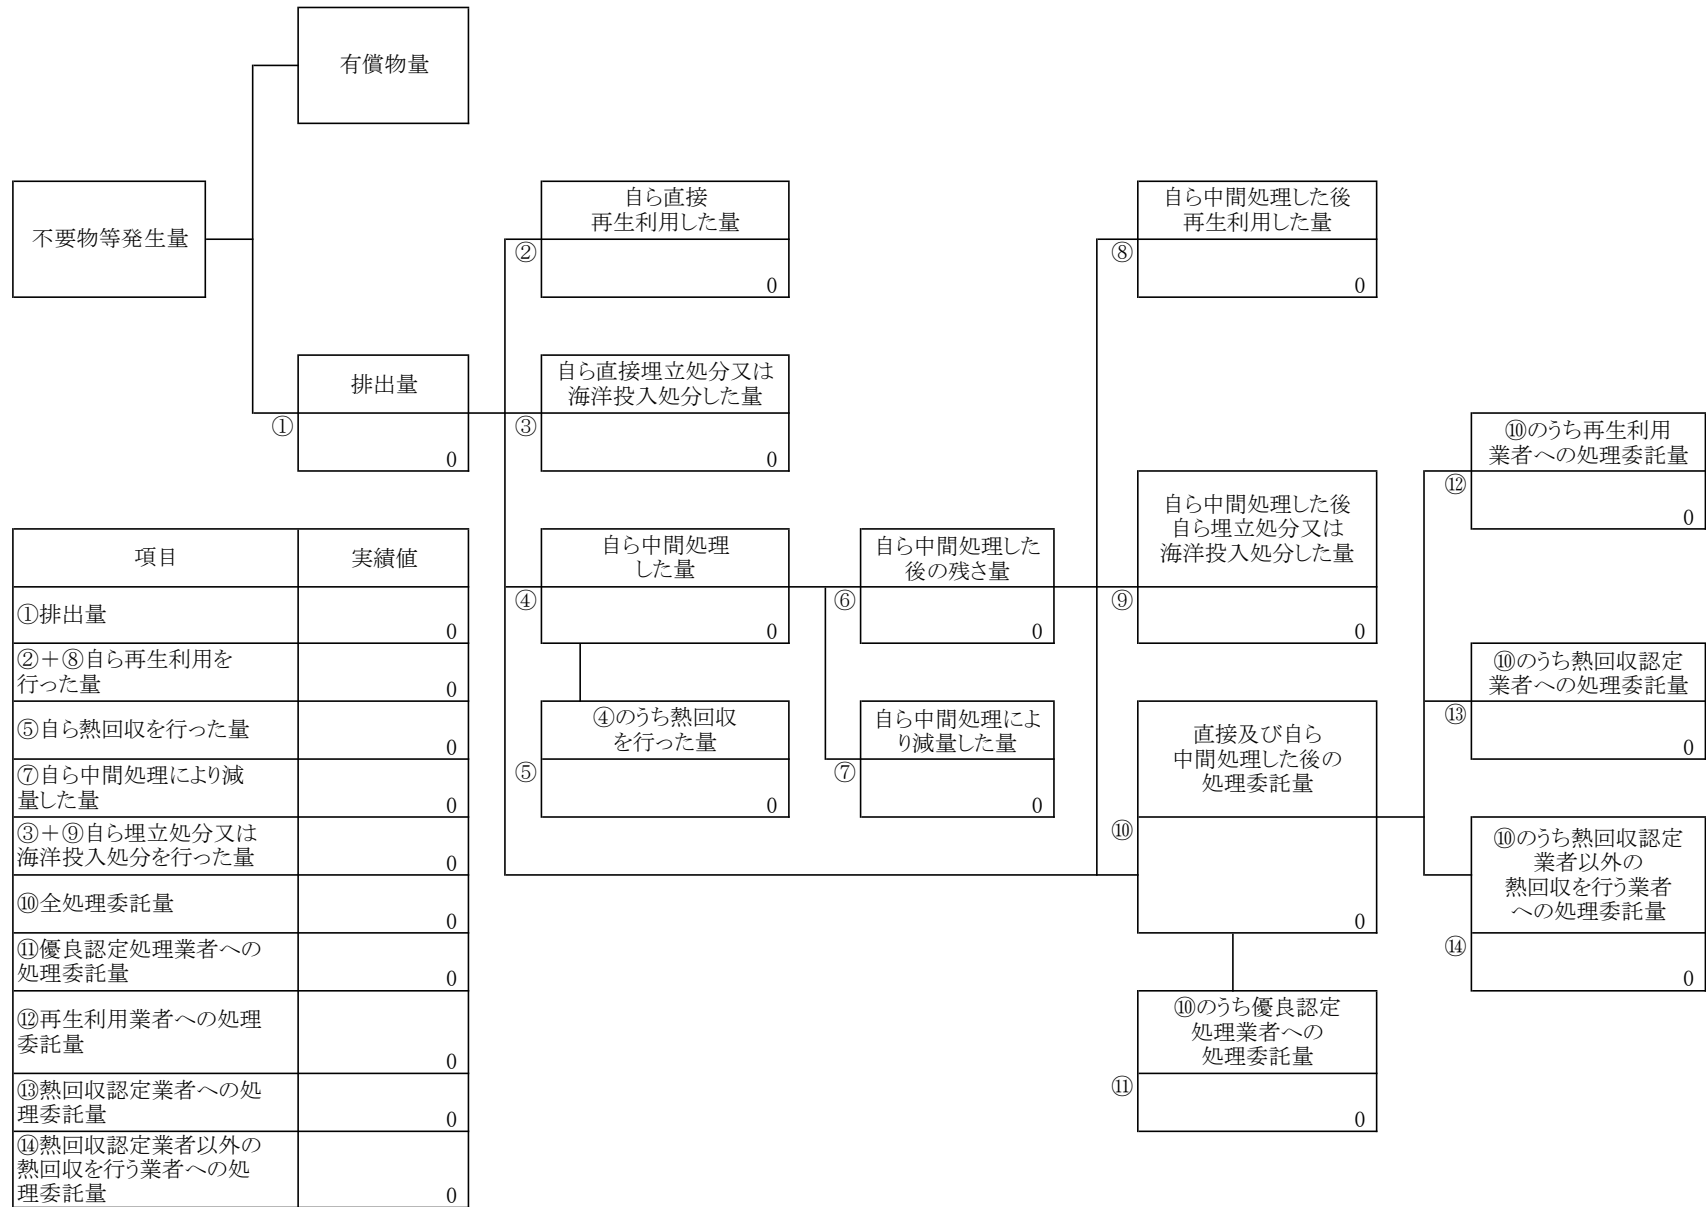 有償物量
不要物等発生量
自ら直接
再生利用した量
②
0
自ら中間処理した後
再生利用した量
⑧
0
排出量
①
0
自ら直接埋立処分又は
海洋投入処分した量
③
0
⑩のうち再生利用
業者への処理委託量
⑫
0
自ら中間処理
した量
④
0
自ら中間処理した
後の残さ量
⑥
0
自ら中間処理した後
自ら埋立処分又は
海洋投入処分した量
⑨
0
⑩のうち熱回収認定
業者への処理委託量
⑬
0
④のうち熱回収
を行った量
⑤
0
自ら中間処理によ
り減量した量
⑦
0
直接及び自ら
中間処理した後の
処理委託量
⑩
0
⑩のうち熱回収認定
業者以外の
熱回収を行う業者
への処理委託量
⑭
0
⑩のうち優良認定
処理業者への
処理委託量
⑪
0
項目 実績値
①排出量
0
②+⑧自ら再生利用を
行った量
0
⑤自ら熱回収を行った量
0
⑦自ら中間処理により減
量した量
0
③+⑨自ら埋立処分又は
海洋投入処分を行った量
0
⑩全処理委託量
0
⑪優良認定処理業者への
処理委託量
0
⑫再生利用業者への処理
委託量
0
⑬熱回収認定業者への処
理委託量
0
⑭熱回収認定業者以外の
熱回収を行う業者への処
理委託量
0